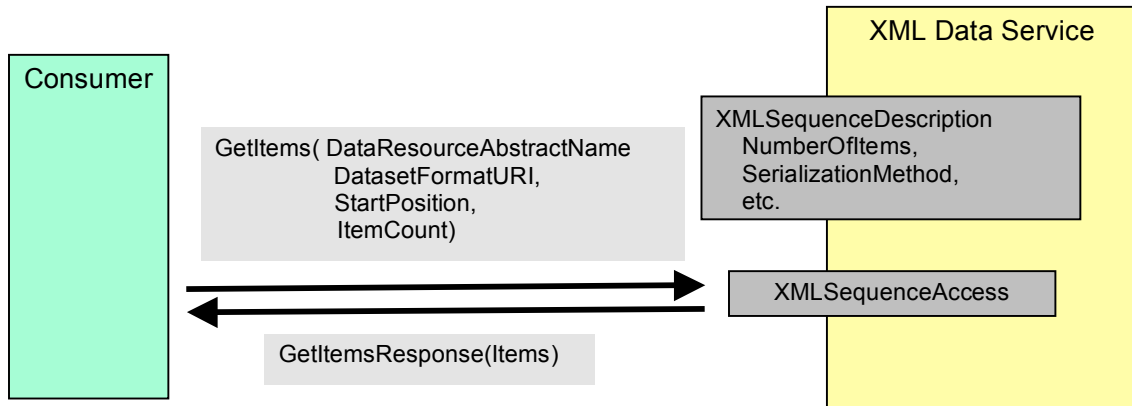 XML Data Service
Consumer
XMLSequenceDescription
NumberOfItems,
SerializationMethod,
etc.
GetItems( DataResourceAbstractName
DatasetFormatURI,
StartPosition,
ItemCount)
XMLSequenceAccess
GetItemsResponse(Items)